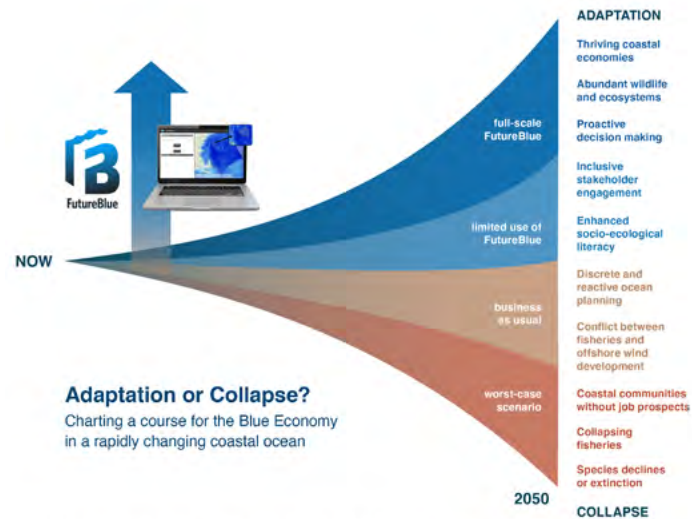 ADAPTATION
Thriving coastal
economies
Abundant wildlife
and ecosystems
Proactive
decision making
Inclusive
stakeholder
engagement
Enhanced
socio-ecological
literacy
Discrete and
reactive ocean
planning
Conflict between
fisheries and
offshore wind
development
Coastal communities
without job prospects
Collapsing
fisheries
Species declines
or extinction
COLLAPSE
full-scale
FutureBlue
limited use of
FutureBlue
business
as usual
worst-case
scenario
FB
FutureBlue
NOW
Adaptation or Collapse?
Charting a course for the Blue Economy
in a rapidly changing coastal ocean
2050